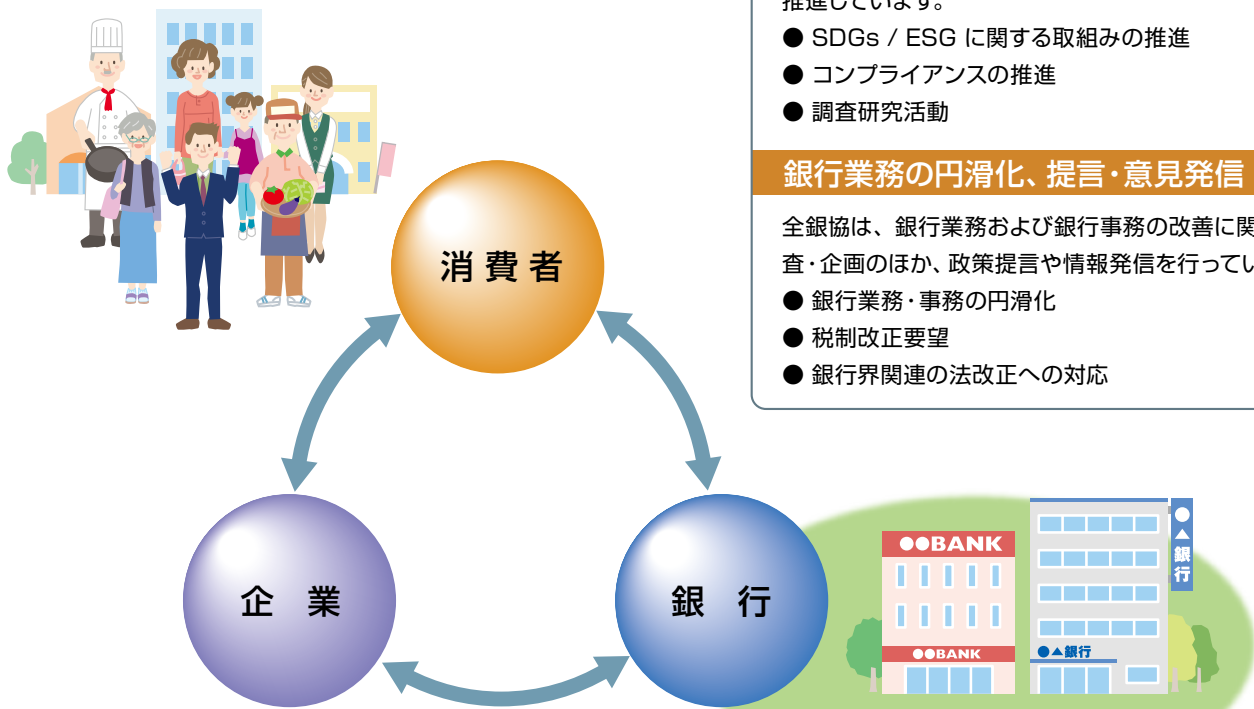 推進しています。
● SDGs / ESG に関する取組みの推進
● コンプライアンスの推進
● 調査研究活動
銀行業務の円滑化、提言・意見発信
全銀協は、銀行業務および銀行事務の改善に関
査・企画のほか、政策提言や情報発信を行ってい
● 銀行業務・事務の円滑化
● 税制改正要望
● 銀行界関連の法改正への対応
消費者
企業
銀行
●●BANK
●●BANK
●▲銀行
●▲銀行